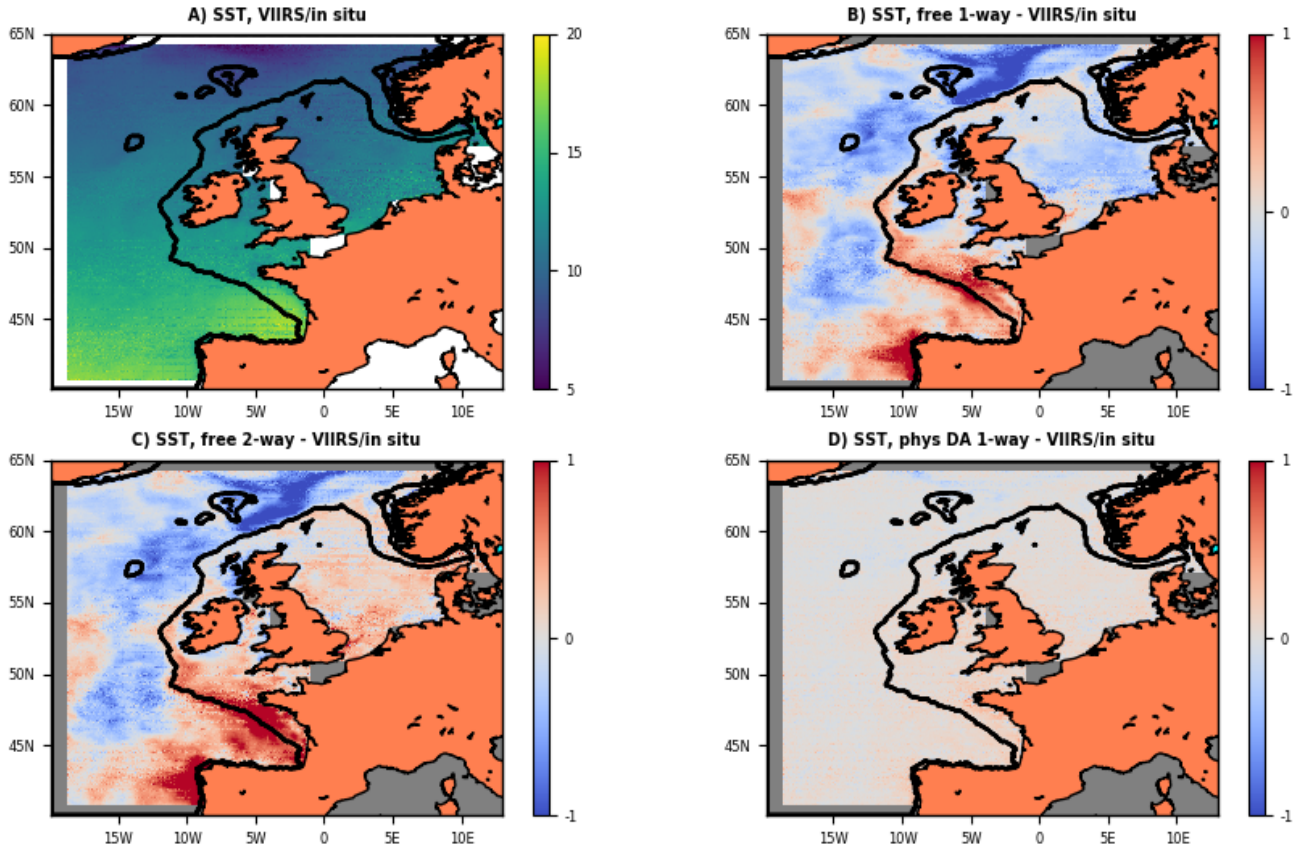 A) SST, VIIRS/in situ
B) SST, free 1-way - VIIRS/in situ
65N
60N
55N
50N
45N
15W
10W
5W
0
5E
10E
20
15
10
5
65N
60N
55N
50N
45N
15W
10W
5W
0
5E
10E
1
0
-1
C) SST, free 2-way - VIIRS/in situ
D) SST, phys DA 1-way - VIIRS/in situ
65N
60N
55N
50N
45N
15W
10W
5W
0
5E
10E
1
0
-1
65N
60N
55N
50N
45N
15W
10W
5W
0
5E
10E
1
0
-1